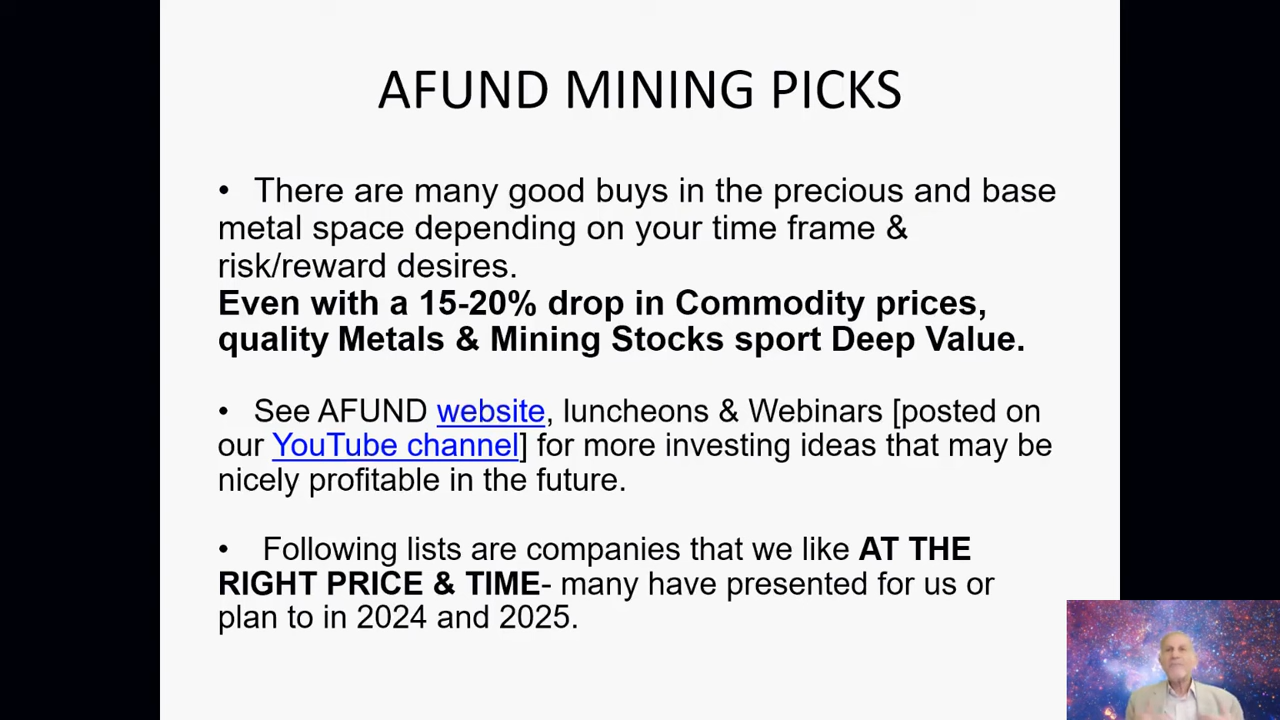 AFUND MINING PICKS
• There are many good buys in the precious and base
metal space depending on your time frame &
risk/reward desires.
Even with a 15-20% drop in Commodity prices,
quality Metals & Mining Stocks sport Deep Value.
• See AFUND website, luncheons & Webinars [posted on
our YouTube channel] for more investing ideas that may be
nicely profitable in the future.
• Following lists are companies that we like AT THE
RIGHT PRICE & TIME- many have presented for us or
plan to in 2024 and 2025.